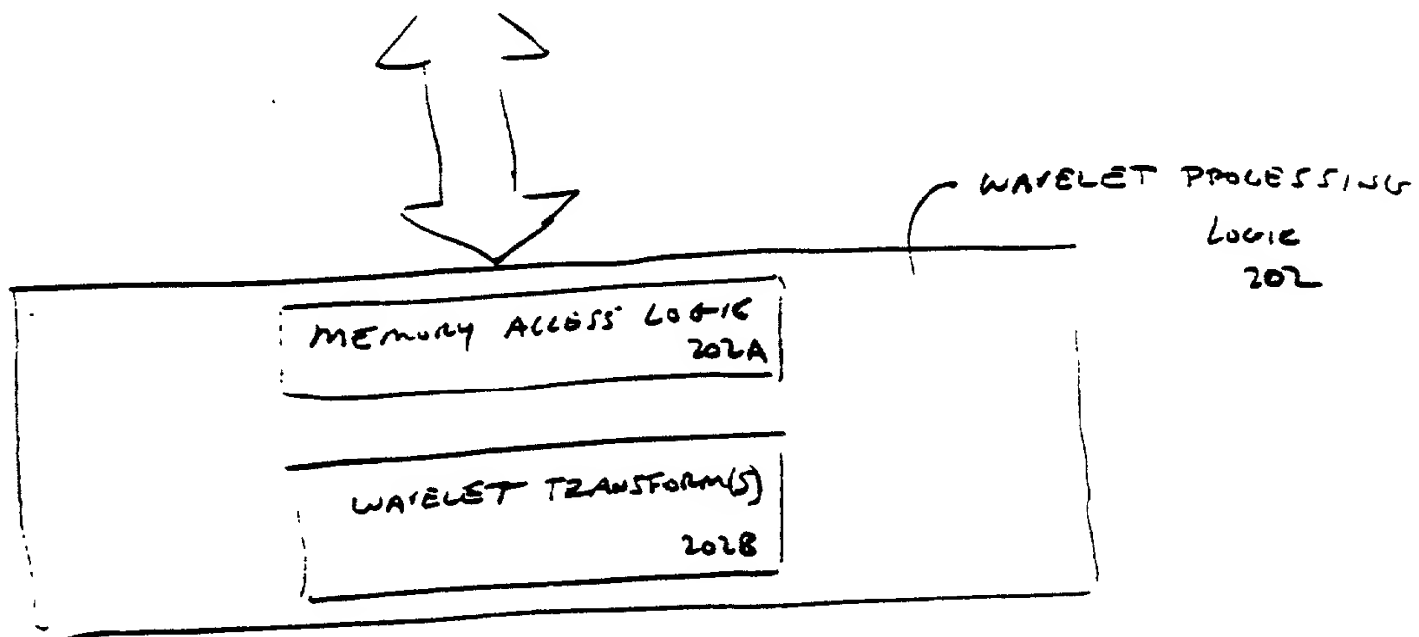 WAVELET PROCESSING
LOGIC
202
MEMORY ACCESS LOGIC
202A
WAVELET TRANSFORM(S)
202B